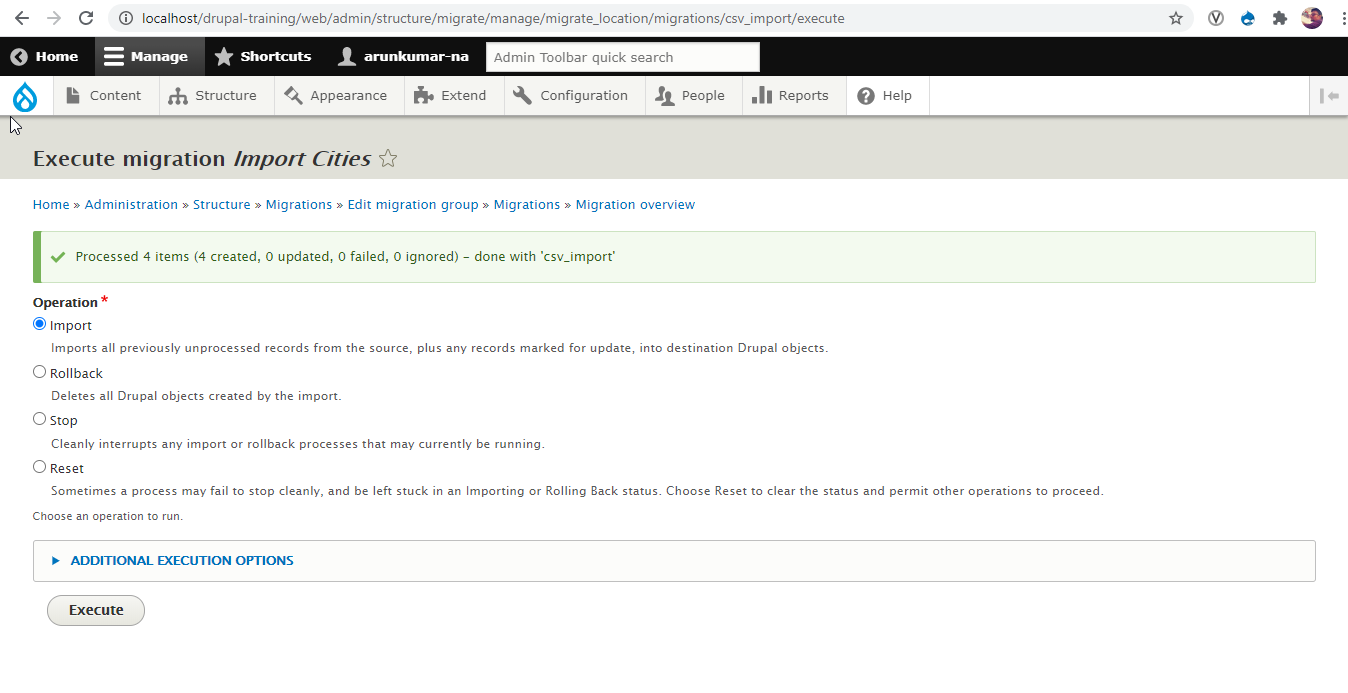 localhost/drupal-training/web/admin/structure/migrate/manage/migrate_location/migrations/csv_import/execute
Home Manage Shortcuts arunkumar-na Admin Toolbar quick search
Content Structure Appearance Extend Configuration People Reports Help
Execute migration Import Cities
Home » Administration » Structure » Migrations » Edit migration group » Migrations » Migration overview
Processed 4 items (4 created, 0 updated, 0 failed, 0 ignored) – done with 'csv_import'
Operation *
Import
Imports all previously unprocessed records from the source, plus any records marked for update, into destination Drupal objects.
Rollback
Deletes all Drupal objects created by the import.
Stop
Cleanly interrupts any import or rollback processes that may currently be running.
Reset
Sometimes a process may fail to stop cleanly, and be left stuck in an Importing or Rolling Back status. Choose Reset to clear the status and permit other operations to proceed.
Choose an operation to run.
ADDITIONAL EXECUTION OPTIONS
Execute